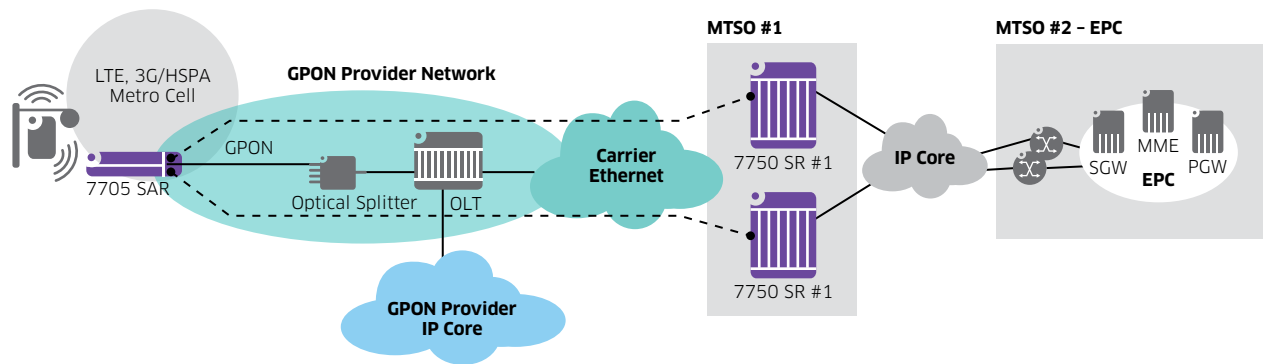 MTSO #1
MTSO #2 – EPC
LTE, 3G/HSPA
Metro Cell
GPON Provider Network
GPON
7705 SAR
Optical Splitter
OLT
Carrier
Ethernet
7750 SR #1
7750 SR #1
IP Core
SGW
MME
PGW
EPC
GPON Provider
IP Core